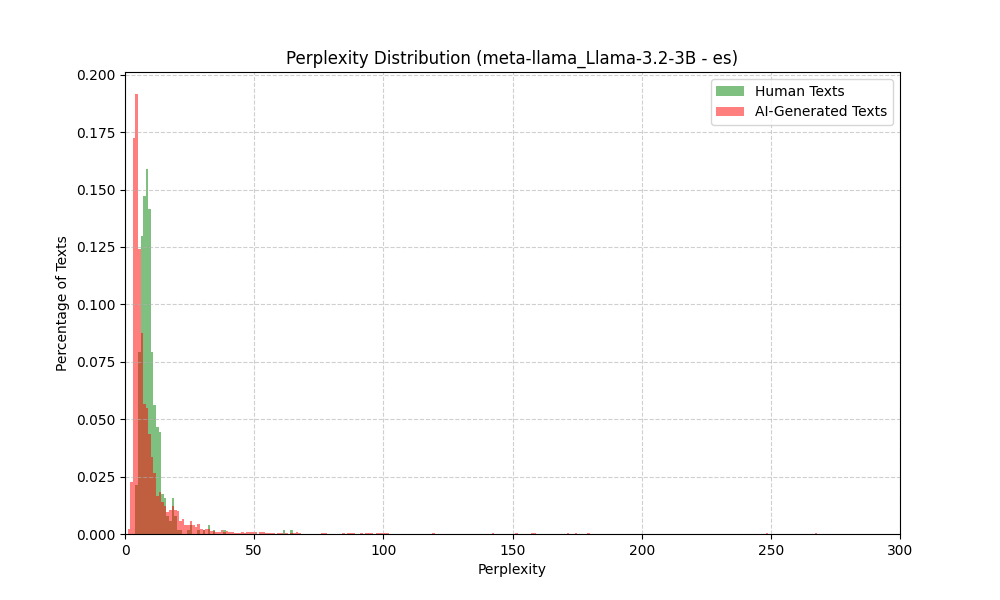 Perplexity Distribution (meta-llama_Llama-3.2-3B - es)
Human Texts
AI-Generated Texts
Percentage of Texts
0.200
0.175
0.150
0.125
0.100
0.075
0.050
0.025
0.000
0 50 100 150 200 250 300
Perplexity